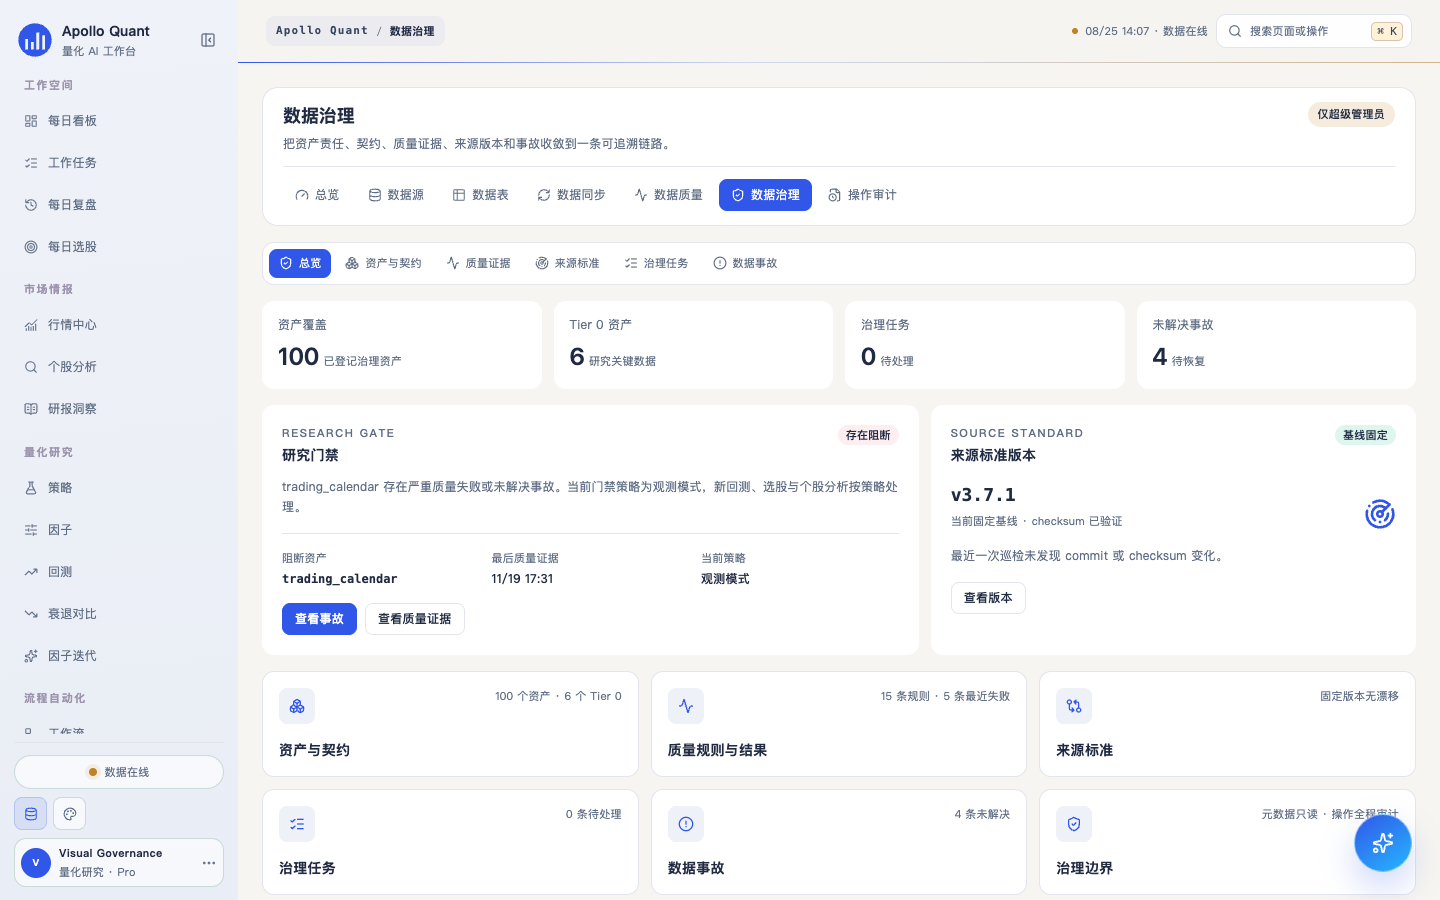 Apollo Quant
量化 AI 工作台
工作空间
每日看板
工作任务
每日复盘
每日选股
市场情报
行情中心
个股分析
研报洞察
量化研究
策略
因子
回测
衰退对比
因子迭代
流程自动化
工作流
数据在线
V
Visual Governance
量化研究 · Pro
Apollo Quant / 数据治理
08/25 14:07 · 数据在线
搜索页面或操作
⌘ K
数据治理
仅超级管理员
把资产责任、契约、质量证据、来源版本和事故收敛到一条可追溯链路。
总览
数据源
数据表
数据同步
数据质量
数据治理
操作审计
总览
资产与契约
质量证据
来源标准
治理任务
数据事故
资产覆盖
100 已登记治理资产
Tier 0 资产
6 研究关键数据
治理任务
0 待处理
未解决事故
4 待恢复
RESEARCH GATE
研究门禁
存在阻断
trading_calendar 存在严重质量失败或未解决事故。当前门禁策略为观测模式，新回测、选股与个股分析按策略处
理。
阻断资产
trading_calendar
最后质量证据
11/19 17:31
当前策略
观测模式
查看事故
查看质量证据
SOURCE STANDARD
来源标准版本
基线固定
v3.7.1
当前固定基线 · checksum 已验证
最近一次巡检未发现 commit 或 checksum 变化。
查看版本
100 个资产 · 6 个 Tier 0
资产与契约
15 条规则 · 5 条最近失败
质量规则与结果
固定版本无漂移
来源标准
0 条待处理
治理任务
4 条未解决
数据事故
元数据只读 · 操作全程审计
治理边界